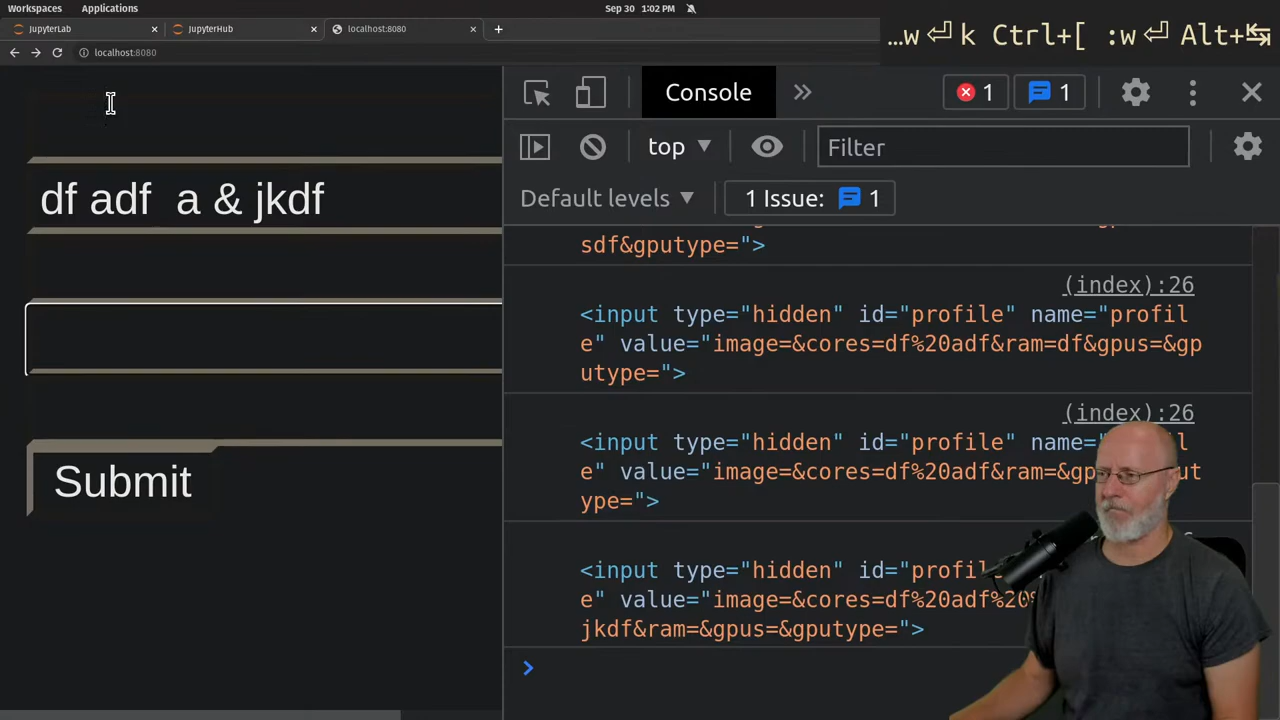 Workspaces Applications Sep 30 1:02 PM
JupyterLab JupyterHub localhost:8080
localhost:8080
…w k Ctrl+[ :w Alt+
Console 1 1
top Filter
Default levels 1 Issue: 1
df adf a & jkdf
Submit
sdf&gputype=">
(index):26
<input type="hidden" id="profile" name="profil
e" value="image=&cores=df%20adf&ram=df&gpus=&gp
utype=">
(index):26
<input type="hidden" id="profile" name=
e" value="image=&cores=df%20adf&ram=&gp ut
ype=">
<input type="hidden" id="profil
e" value="image=&cores=df%20adf%20
jkdf&ram=&gpus=&gputype=">